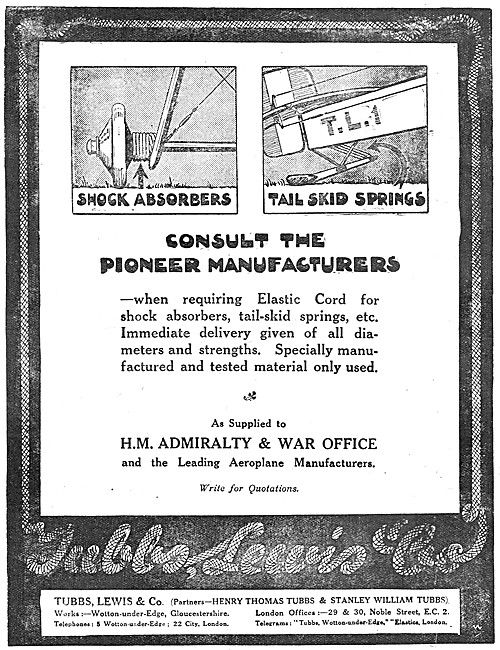 T.L.1
SHOCK ABSORBERS
TAIL SKID SPRINGS
CONSULT THE
PIONEER MANUFACTURERS
—when requiring Elastic Cord for
shock absorbers, tail-skid springs, etc.
Immediate delivery given of all dia-
meters and strengths. Specially manu-
factured and tested material only used.
As Supplied to
H.M. ADMIRALTY & WAR OFFICE
and the Leading Aeroplane Manufacturers.
Write for Quotations.
Tubbs, Lewis & Co
TUBBS, LEWIS & Co. (Partners—HENRY THOMAS TUBBS & STANLEY WILLIAM TUBBS).
Works :—Wotton-under-Edge, Gloucestershire. London Offices :—29 & 30, Noble Street, E.C. 2.
Telephones : 5 Wotton-under-Edge ; 22 City, London. Telegrams : "Tubbs, Wotton-under-Edge," "Elastics, London.